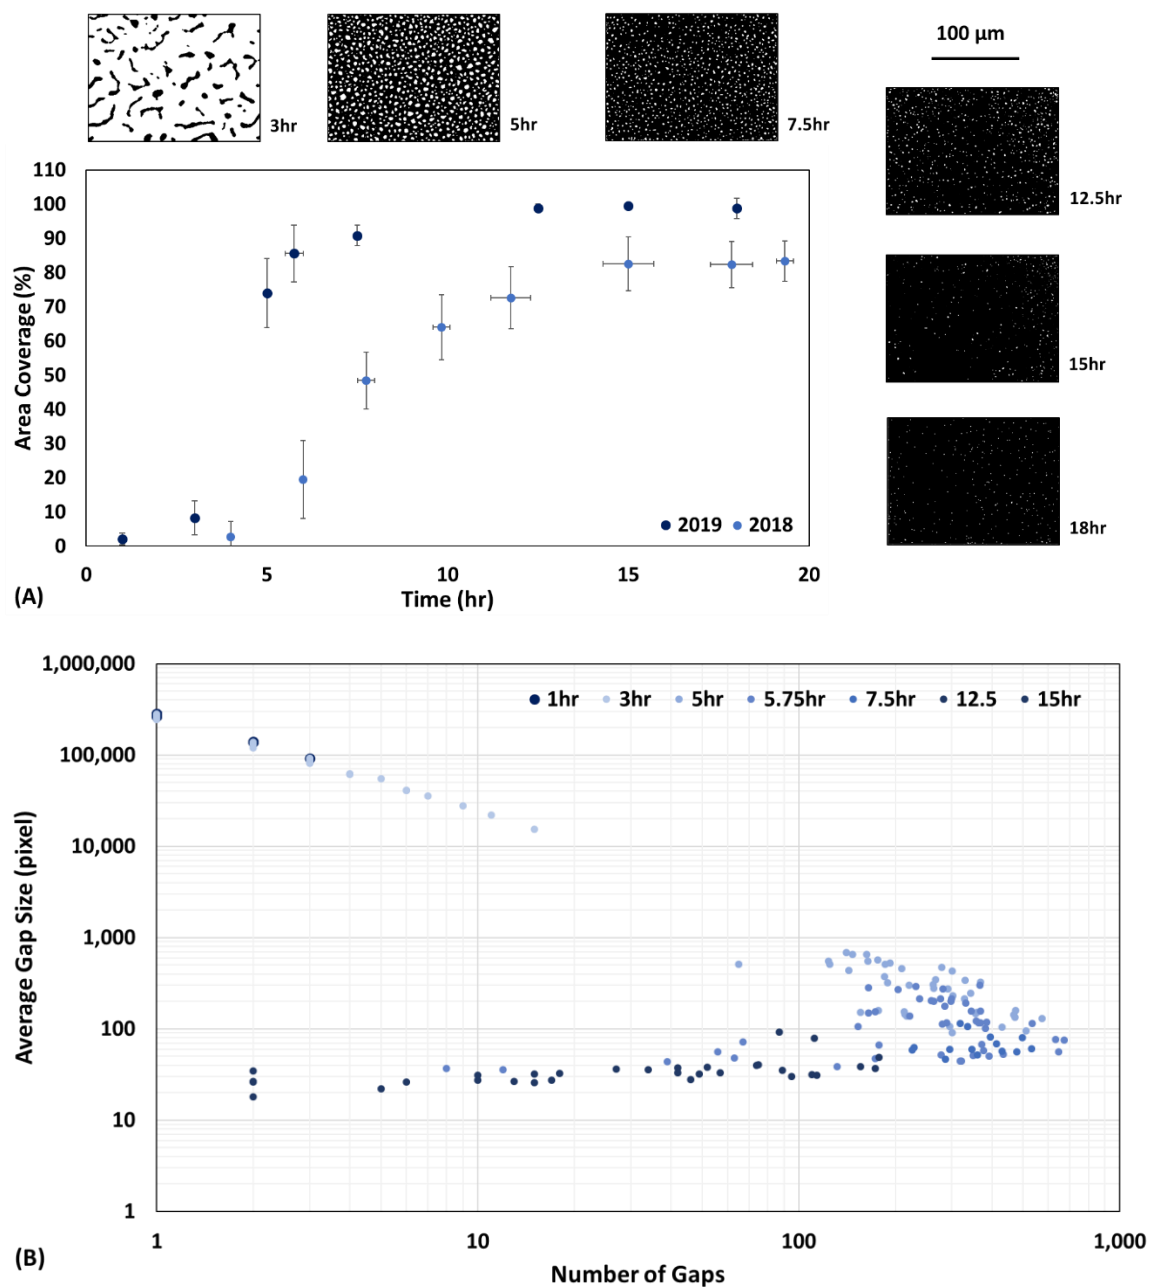 100 µm
3hr
5hr
7.5hr
12.5hr
15hr
18hr
110
100
90
80
70
60
50
40
30
20
10
0
Area Coverage (%)
2019 2018
0 5 10 15 20
Time (hr)
(A)
1,000,000
100,000
10,000
1,000
100
10
1
Average Gap Size (pixel)
1hr 3hr 5hr 5.75hr 7.5hr 12.5 15hr
1 10 100 1,000
Number of Gaps
(B)